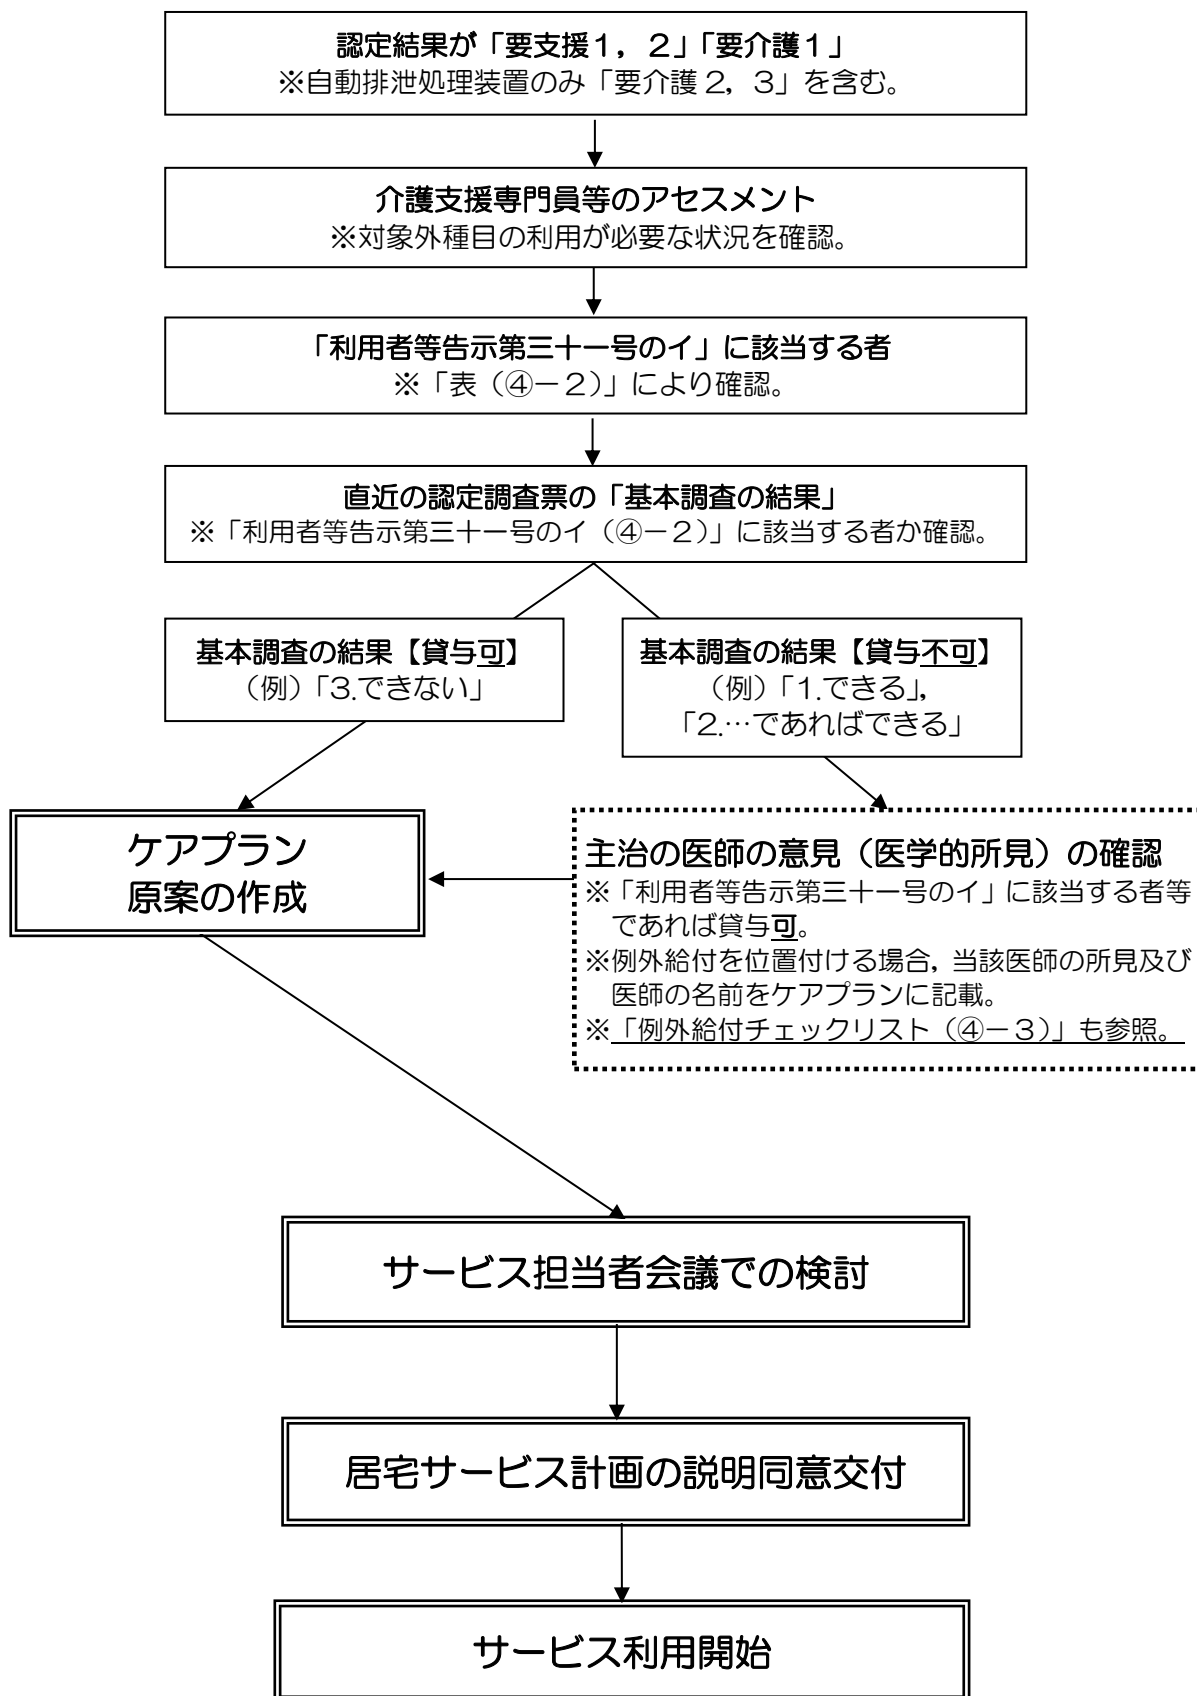 認定結果が「要支援１，２」「要介護１」
※自動排泄処理装置のみ「要介護２，３」を含む。
介護支援専門員等のアセスメント
※対象外種目の利用が必要な状況を確認。
「利用者等告示第三十一号のイ」に該当する者
※「表（④－２）」により確認。
直近の認定調査票の「基本調査の結果」
※「利用者等告示第三十一号のイ（④－２）」に該当する者か確認。
基本調査の結果【貸与可】
（例）「3.できない」
基本調査の結果【貸与不可】
（例）「1.できる」，
「2.…であればできる」
ケアプラン
原案の作成
主治の医師の意見（医学的所見）の確認
※「利用者等告示第三十一号のイ」に該当する者等
であれば貸与可。
※例外給付を位置付ける場合，当該医師の所見及び
医師の名前をケアプランに記載。
※「例外給付チェックリスト（④－３）」も参照。
サービス担当者会議での検討
居宅サービス計画の説明同意交付
サービス利用開始